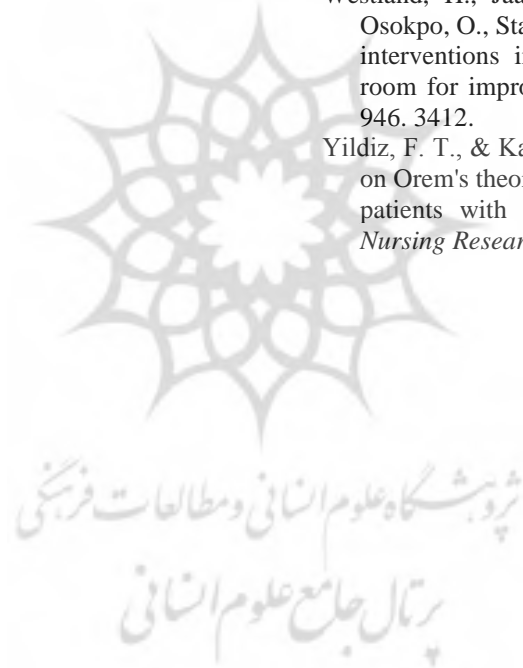 Westland, H., Jaa
Osokpo, O., Sta
interventions i
room for impro
946. 3412.
Yildiz, F. T., & Ka
on Orem's theor
patients with
Nursing Resear
پژوهشگاه علوم انسانی و مطالعات فرهنگی
پرتال جامع علوم انسانی